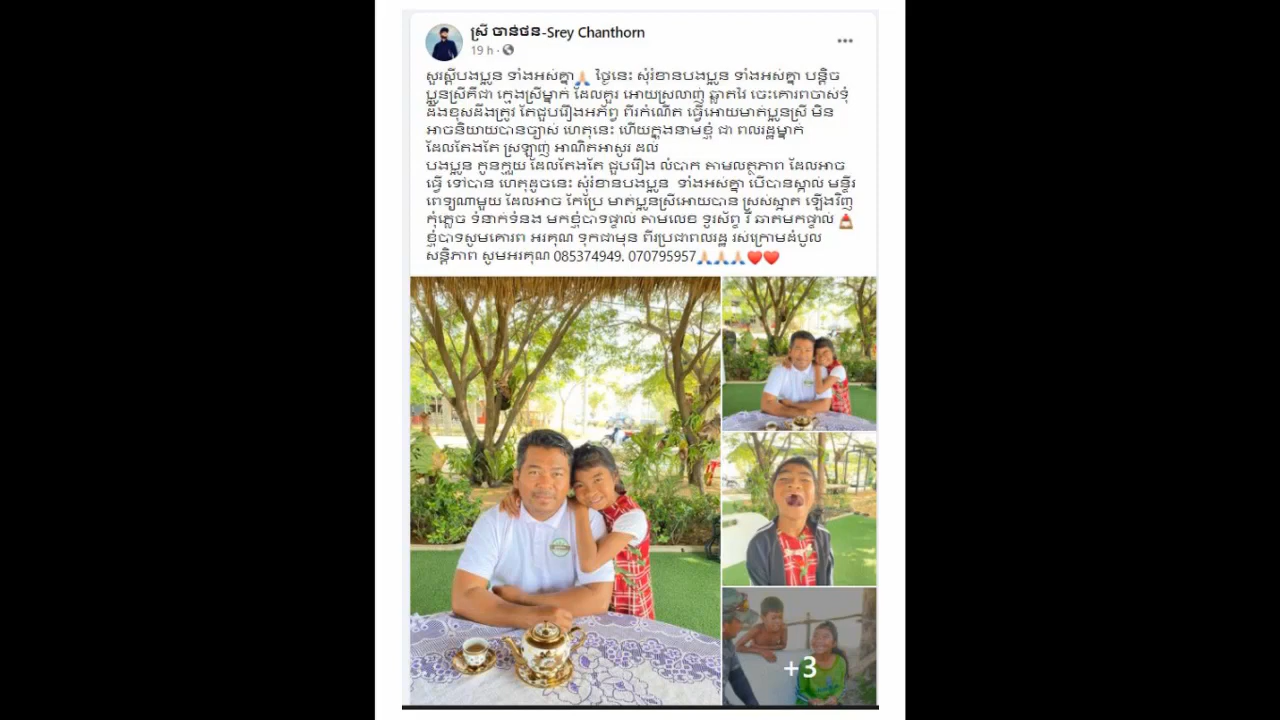 ស្រី ចាន់ថន-Srey Chanthorn
19 h
សួរស្តីបងប្អូន ទាំងអស់គ្នា🙏🏻 ថ្ងៃនេះ សុំរំខានបងប្អូន ទាំងអស់គ្នា បន្តិច
ប្អូនស្រីគឺជា ក្មេងស្រីម្នាក់ ដែលគួរ អោយស្រលាញ់ ឆ្លាតវៃ ចេះគោរពចាស់ទុំ
ដឹងខុសដឹងត្រូវ តែជួបរឿងអភ័ព្វ ពីរកំណើត ធ្វើអោយមាត់ប្អូនស្រី មិន
អាចនិយាយបានច្បាស់ ហេតុនេះ ហើយក្នុងនាមខ្ញុំ ជា ពលរដ្ឋម្នាក់
ដែលតែងតែ ស្រឡាញ់ អាណិតអាសូរ ដល់
បងប្អូន កូនក្មួយ ដែលតែងតែ ជួបរឿង លំបាក តាមលត្ថភាព ដែលអាច
ធ្វើ ទៅបាន ហេតុដូចនេះ សុំរំខានបងប្អូន ទាំងអស់គ្នា បើបានស្គាល់ មន្ទីរ
ពេទ្យណាមួយ ដែលអាច កែប្រែ មាត់ប្អូនស្រីអោយបាន ស្រស់ស្អាត ឡើងវិញ
កុំភ្លេច ទំនាក់ទំនង មកខ្ញុំបាទផ្ទាល់ តាមលេខ ទូរស័ព្ទ រឺ ឆាតមកផ្ទាល់
ខ្ញុំបាទសូមគោរព អរគុណ ទុកជាមុន ពីរប្រជាពលរដ្ឋ រស់ក្រោមដំបូល
សន្តិភាព សូមអរគុណ 085374949. 070795957🙏🏻🙏🏻🙏🏻❤️❤️
+3